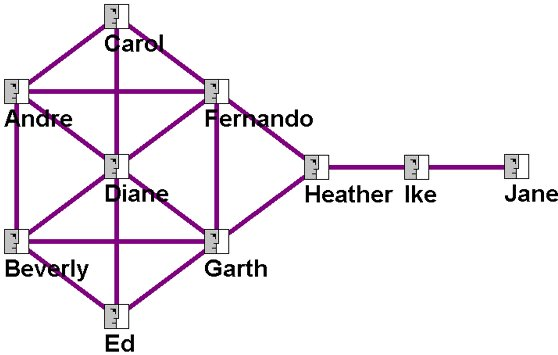 Carol
Andre
Fernando
Diane
Heather
Ike
Jane
Beverly
Garth
Ed